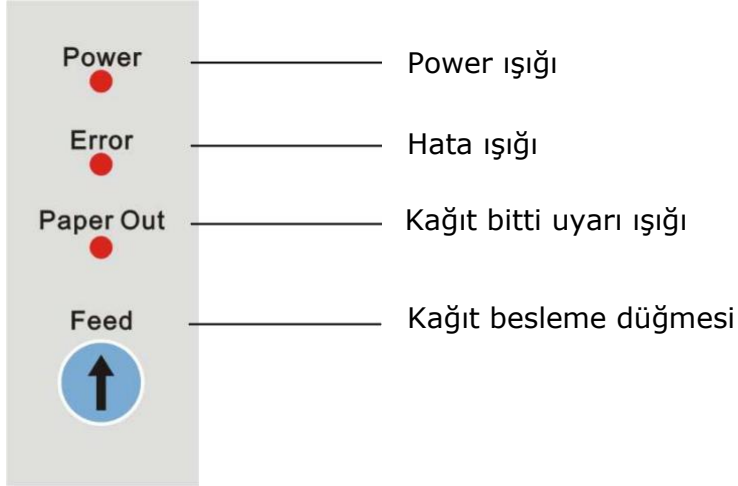 Power Power ışığı
Error Hata ışığı
Paper Out Kağıt bitti uyarı ışığı
Feed Kağıt besleme düğmesi